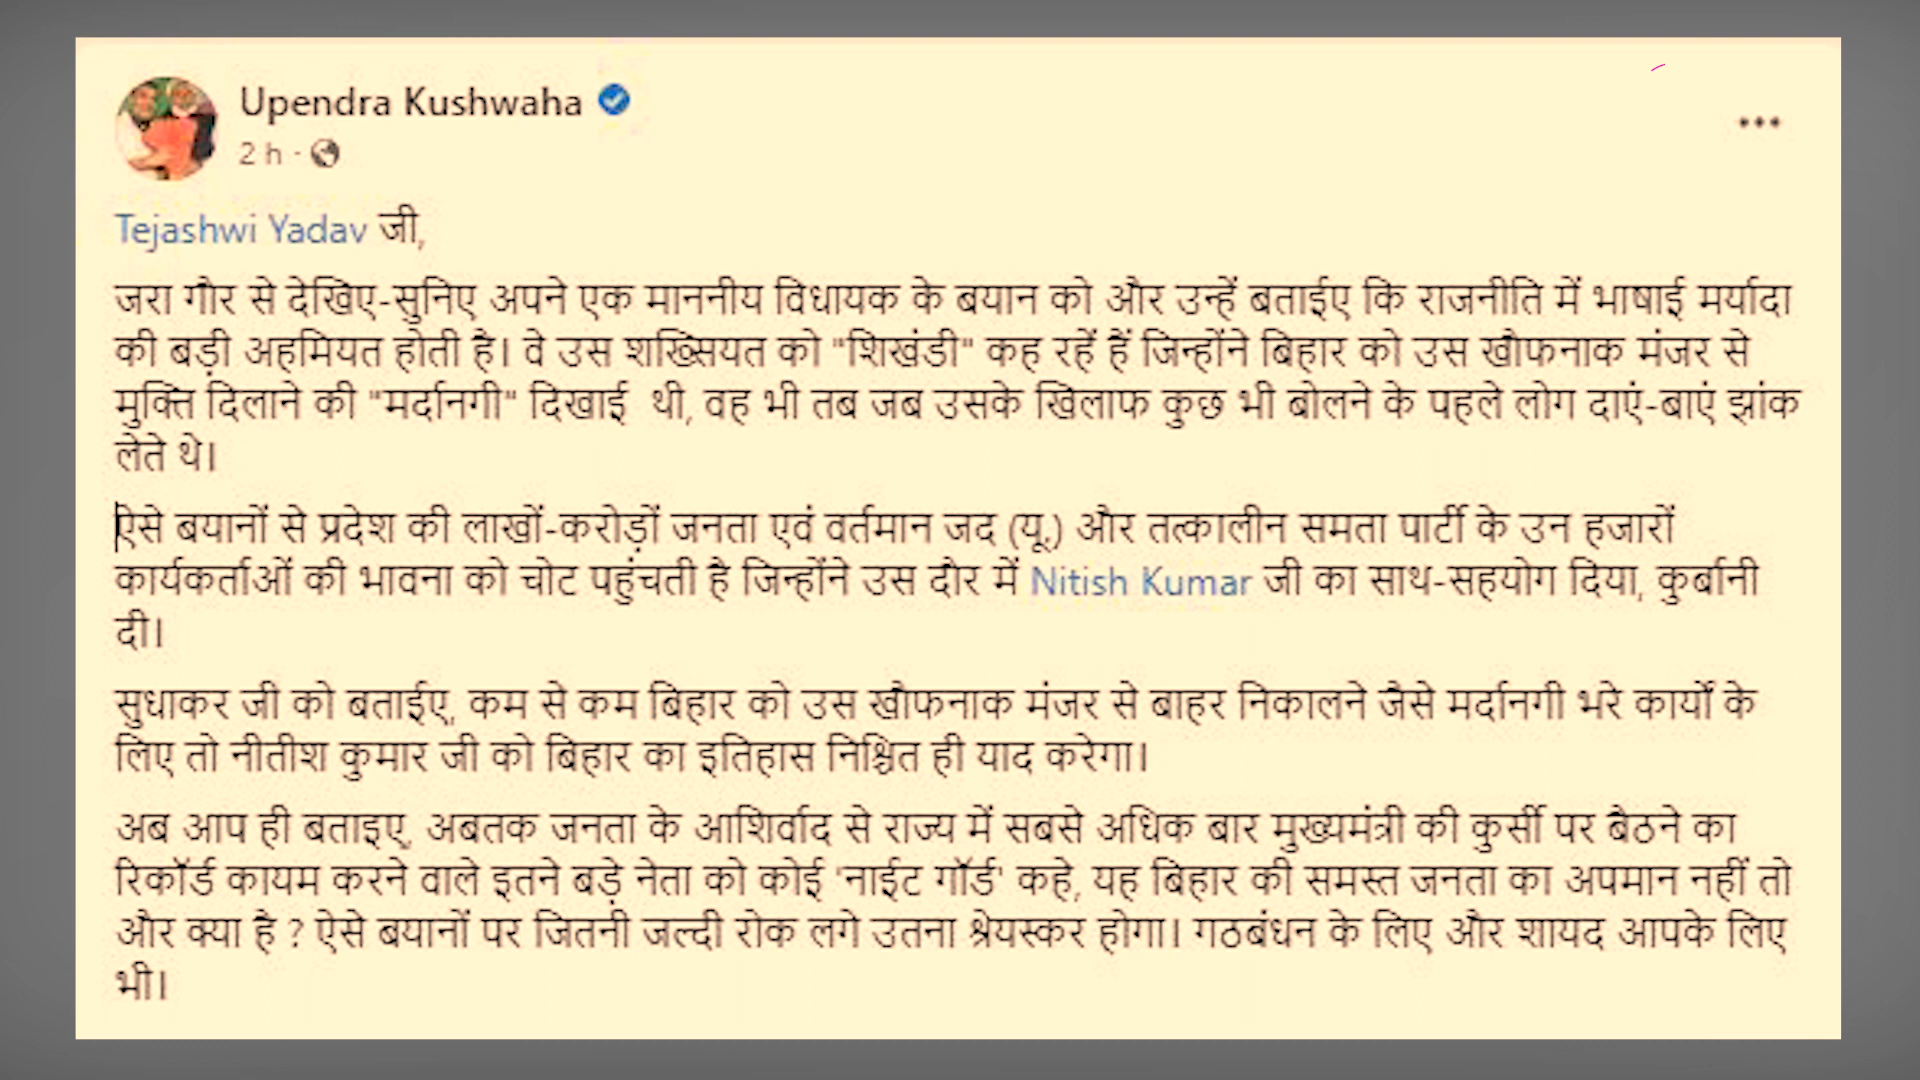 Upendra Kushwaha
2 h ·
Tejashwi Yadav जी,
जरा गौर से देखिए-सुनिए अपने एक माननीय विधायक के बयान को और उन्हें बताईए कि राजनीति में भाषाई मर्यादा
की बड़ी अहमियत होती है। वे उस शख्सियत को "शिखंडी" कह रहें हैं जिन्होंने बिहार को उस खौफनाक मंजर से
मुक्ति दिलाने की "मर्दानगी" दिखाई थी, वह भी तब जब उसके खिलाफ कुछ भी बोलने के पहले लोग दाएं-बाएं झांक
लेते थे।
ऐसे बयानों से प्रदेश की लाखों-करोड़ों जनता एवं वर्तमान जद (यू.) और तत्कालीन समता पार्टी के उन हजारों
कार्यकर्ताओं की भावना को चोट पहुंचती है जिन्होंने उस दौर में Nitish Kumar जी का साथ-सहयोग दिया, कुर्बानी
दी।
सुधाकर जी को बताईए, कम से कम बिहार को उस खौफनाक मंजर से बाहर निकालने जैसे मर्दानगी भरे कार्यों के
लिए तो नीतीश कुमार जी को बिहार का इतिहास निश्चित ही याद करेगा।
अब आप ही बताइए, अबतक जनता के आशिर्वाद से राज्य में सबसे अधिक बार मुख्यमंत्री की कुर्सी पर बैठने का
रिकॉर्ड कायम करने वाले इतने बड़े नेता को कोई 'नाईट गॉर्ड' कहे, यह बिहार की समस्त जनता का अपमान नहीं तो
और क्या है ? ऐसे बयानों पर जितनी जल्दी रोक लगे उतना श्रेयस्कर होगा। गठबंधन के लिए और शायद आपके लिए
भी।